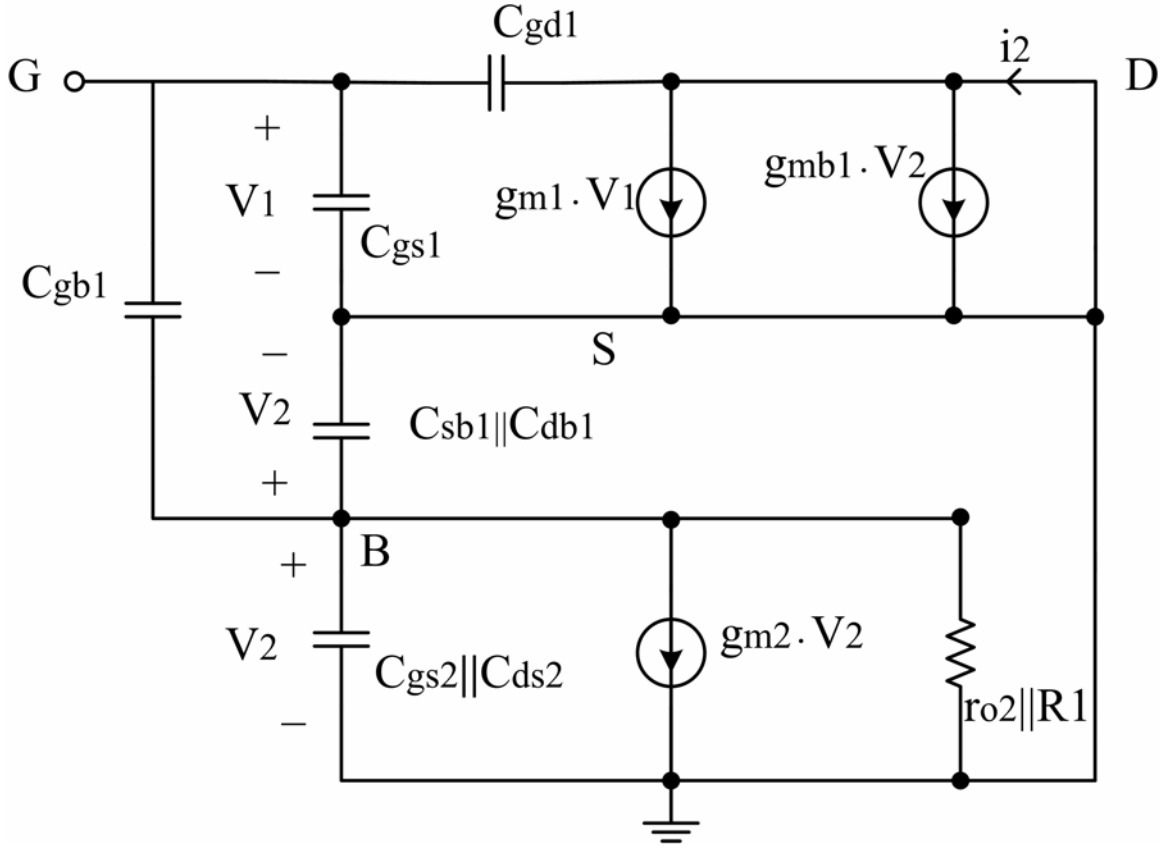 Cgd1
G
i2
D
+
V1
−
gm1 . V1
gmb1 . V2
Cgs1
Cgb1
S
−
V2
+
Csb1||Cdb1
B
+
V2
−
Cgs2||Cds2
gm2 . V2
ro2||R1